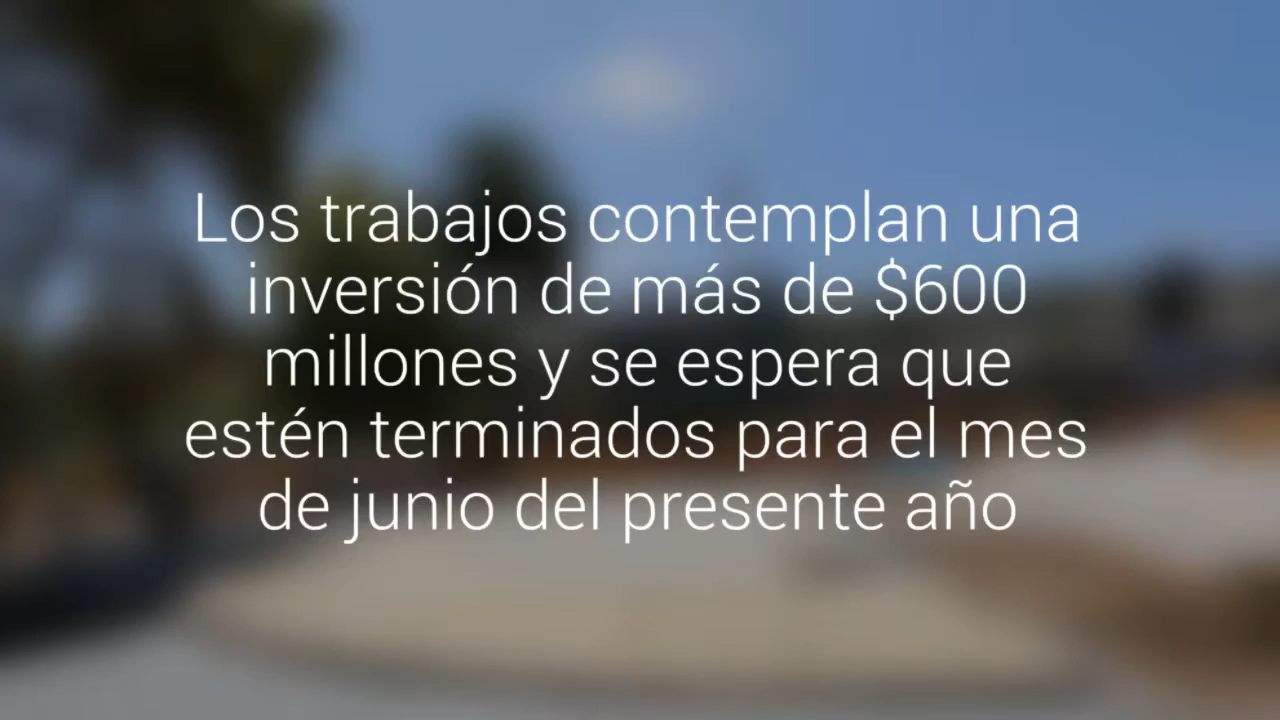 Los trabajos contemplan una
inversión de más de $600
millones y se espera que
estén terminados para el mes
de junio del presente año